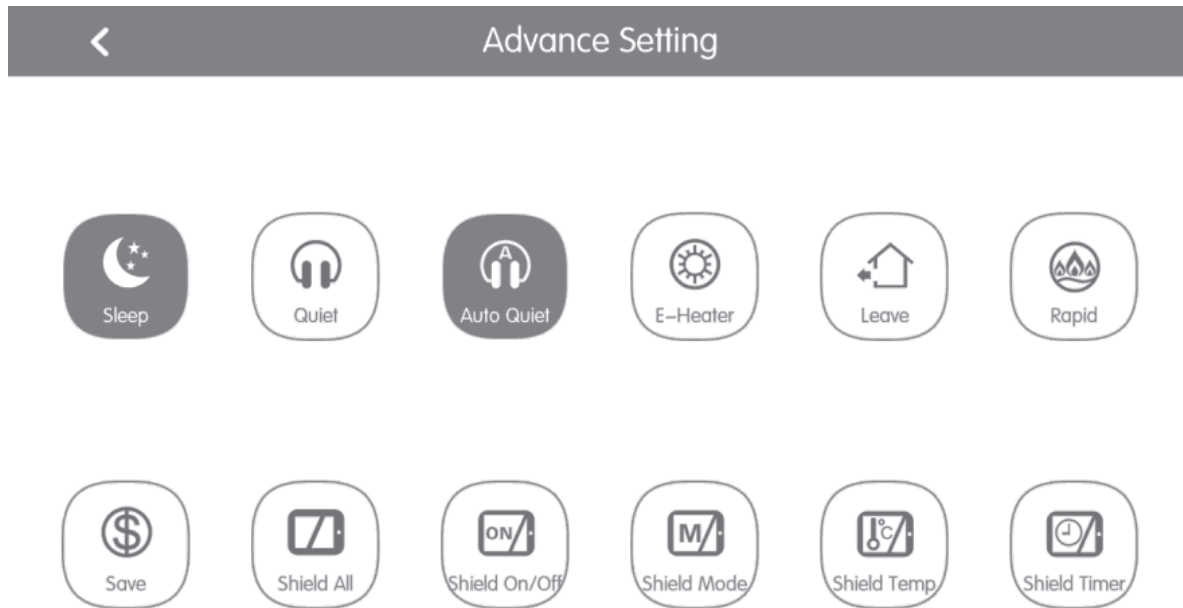 Advance Setting
Sleep
Quiet
A
Auto Quiet
E-Heater
Leave
Rapid
$
Save
Shield All
ON
Shield On/Off
M
Shield Mode
°C
Shield Temp
Shield Timer